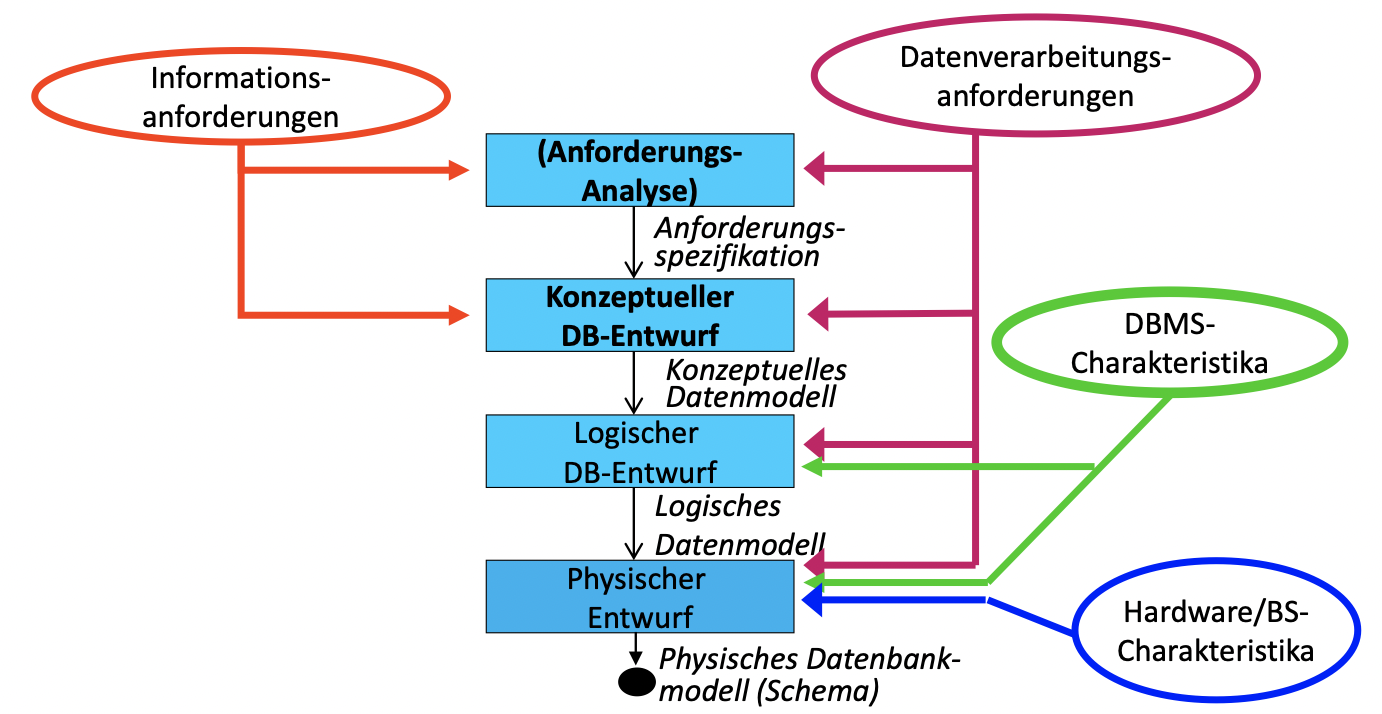 Informations-
anforderungen
Datenverarbeitungs-
anforderungen
(Anforderungs-
Analyse)
Anforderungs-
spezifikation
Konzeptueller
DB-Entwurf
DBMS-
Charakteristika
Konzeptuelles
Datenmodell
Logischer
DB-Entwurf
Logisches
Datenmodell
Physischer
Entwurf
Hardware/BS-
Charakteristika
Physisches Datenbank-
modell (Schema)